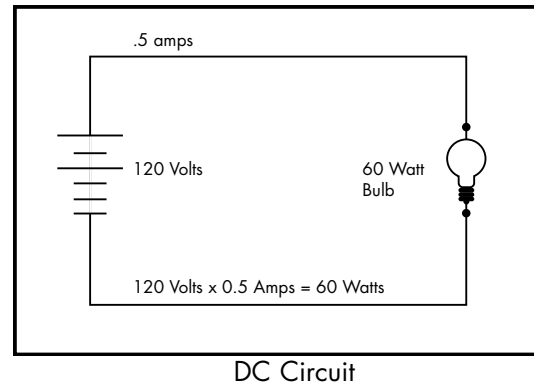 .5 amps
120 Volts
60 Watt
Bulb
120 Volts x 0.5 Amps = 60 Watts
DC Circuit